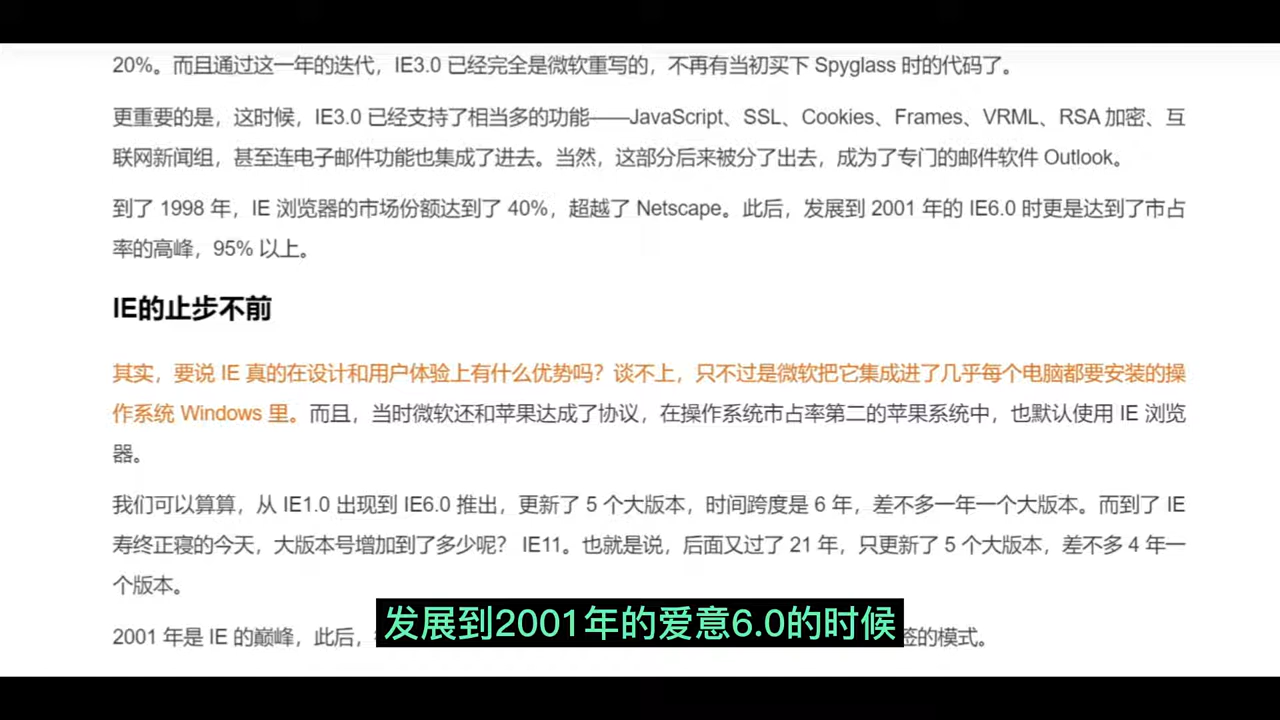 20%。而且通过这一年的迭代，IE3.0 已经完全是微软重写的，不再有当初买下 Spyglass 时的代码了。
更重要的是，这时候，IE3.0 已经支持了相当多的功能——JavaScript、SSL、Cookies、Frames、VRML、RSA 加密、互
联网新闻组，甚至连电子邮件功能也集成了进去。当然，这部分后来被分了出去，成为了专门的邮件软件 Outlook。
到了 1998 年，IE 浏览器的市场份额达到了 40%，超越了 Netscape。此后，发展到 2001 年的 IE6.0 时更是达到了市占
率的高峰，95% 以上。
IE的止步不前
其实，要说 IE 真的在设计和用户体验上有什么优势吗？谈不上，只不过是微软把它集成进了几乎每个电脑都要安装的操
作系统 Windows 里。而且，当时微软还和苹果达成了协议，在操作系统市占率第二的苹果系统中，也默认使用 IE 浏览
器。
我们可以算算，从 IE1.0 出现到 IE6.0 推出，更新了 5 个大版本，时间跨度是 6 年，差不多一年一个大版本。而到了 IE
寿终正寝的今天，大版本号增加到了多少呢？ IE11。也就是说，后面又过了 21 年，只更新了 5 个大版本，差不多 4 年一
个版本。
2001 年是 IE 的巅峰，此后，
签的模式。
发展到2001年的爱意6.0的时候